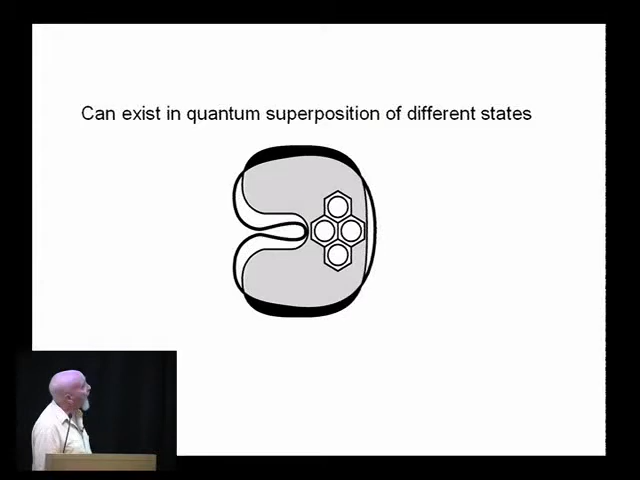 Can exist in quantum superposition of different states